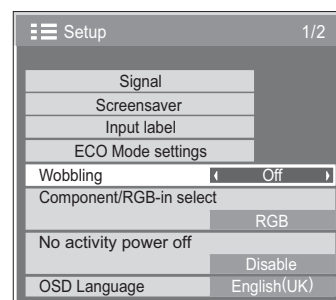 Setup 1/2
Signal
Screensaver
Input label
ECO Mode settings
Wobbling Off
Component/RGB-in select
RGB
No activity power off
Disable
OSD Language English(UK)